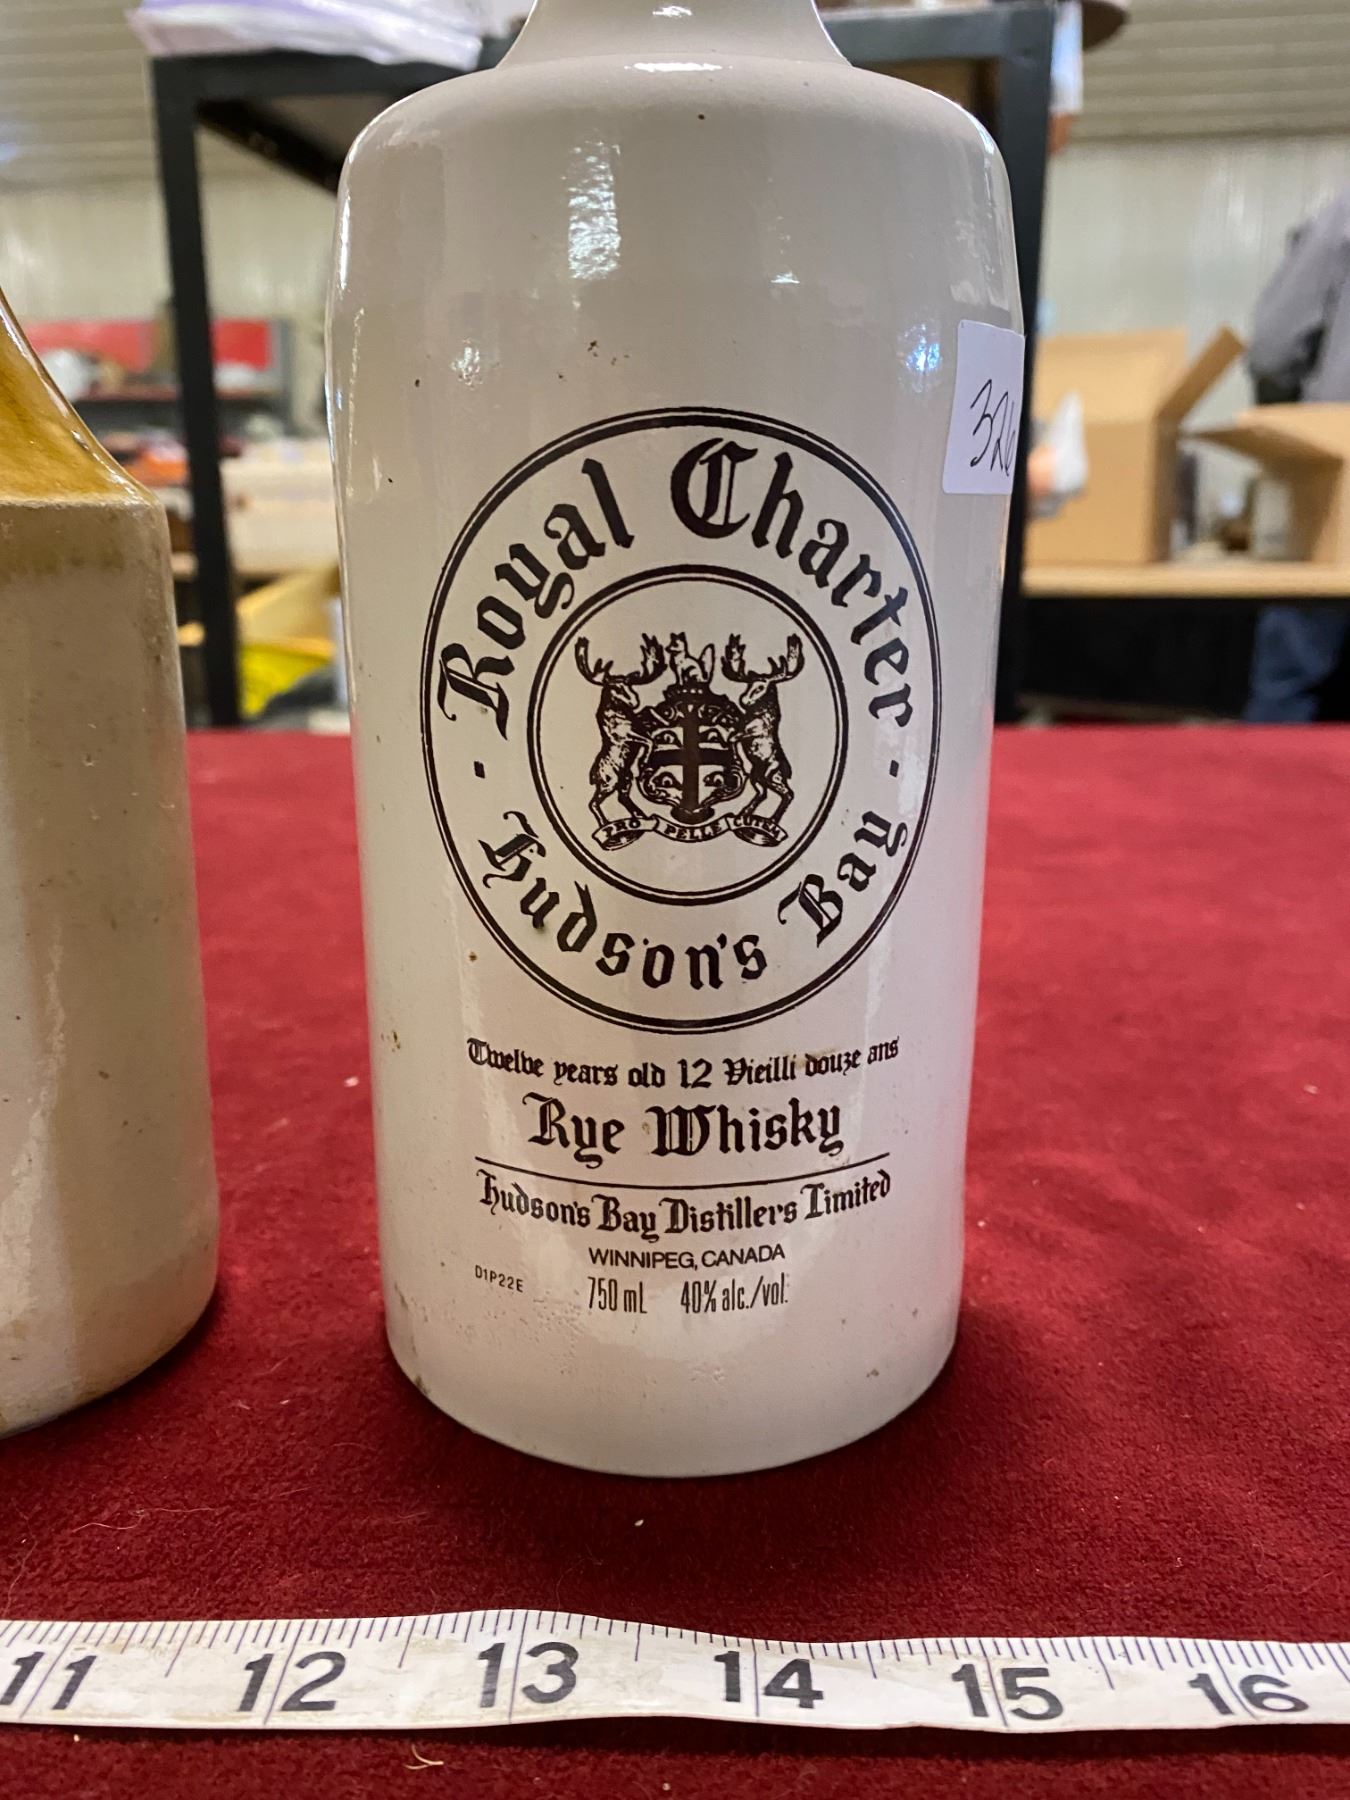 326
Royal Charter
PRO PELLE CUTEM
· Hudson's Bay ·
Twelve years old 12 Vieilli douze ans
Rye Whisky
Hudson's Bay Distillers Limited
WINNIPEG, CANADA
D1P22E 750 mL 40% alc./vol.
11 12 13 14 15 16